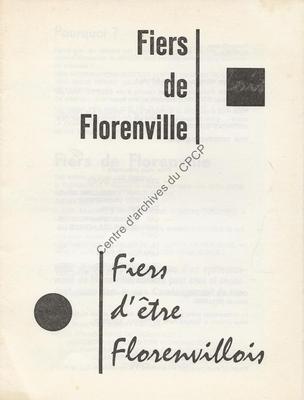 Fiers
de
Florenville
Centre d'archives du CPCP
Fiers
d'être
Florenvillois